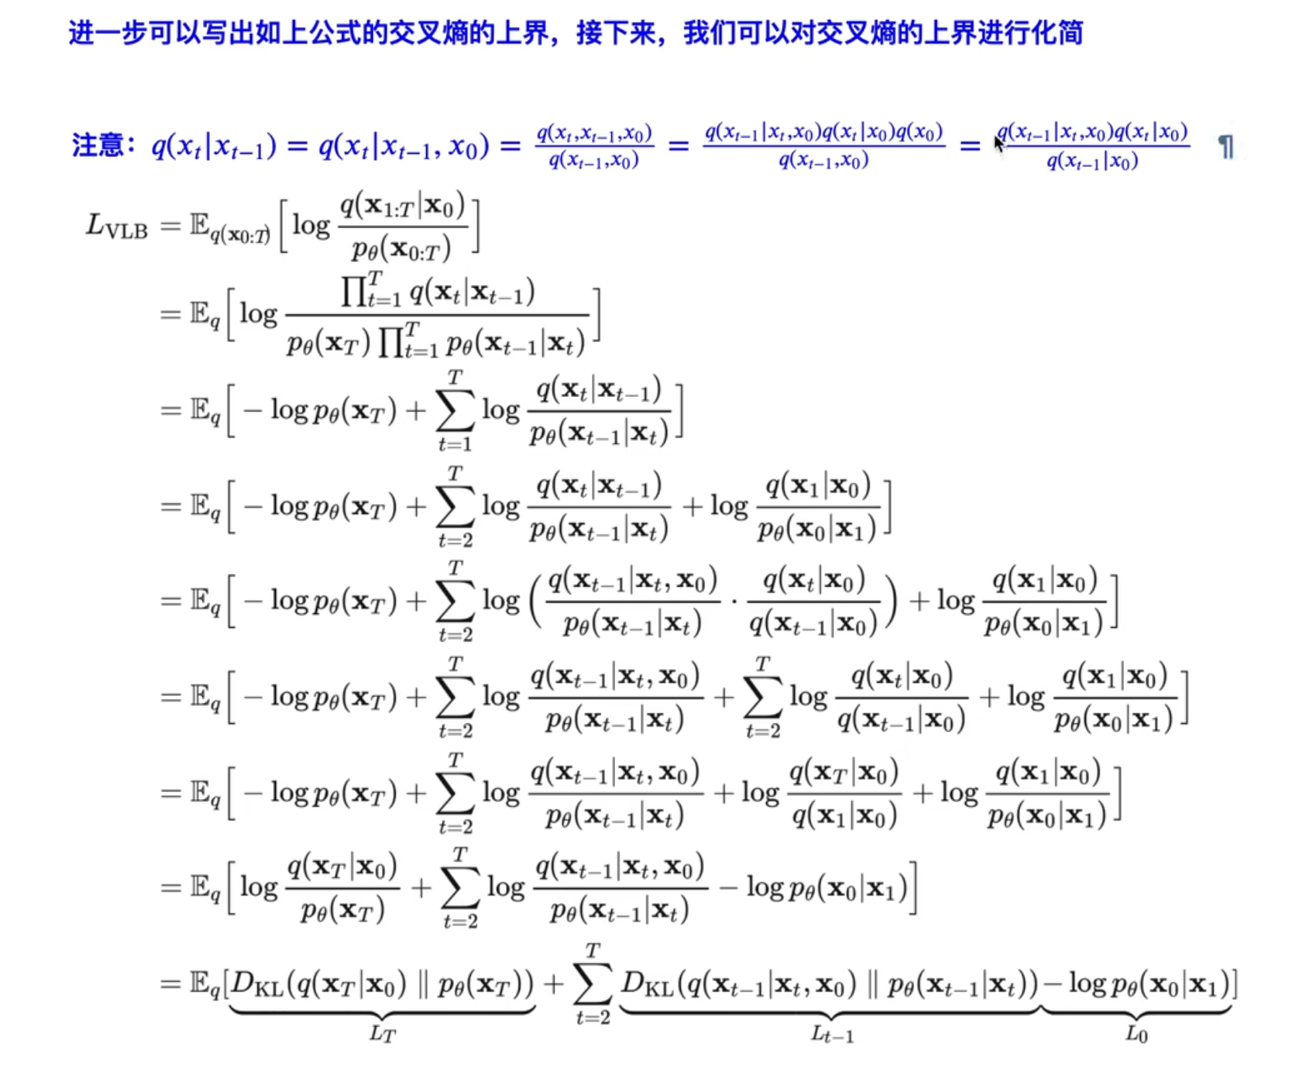 进一步可以写出如上公式的交叉熵的上界，接下来，我们可以对交叉熵的上界进行化简
注意：$q(x_t|x_{t-1}) = q(x_t|x_{t-1}, x_0) = \frac{q(x_t,x_{t-1},x_0)}{q(x_{t-1},x_0)} = \frac{q(x_{t-1}|x_t,x_0)q(x_t|x_0)q(x_0)}{q(x_{t-1},x_0)} = \frac{q(x_{t-1}|x_t,x_0)q(x_t|x_0)}{q(x_{t-1}|x_0)}$ ¶
$L_{\text{VLB}} = \mathbb{E}_{q(\mathbf{x}_{0:T})}\Big[\log\frac{q(\mathbf{x}_{1:T}|\mathbf{x}_0)}{p_\theta(\mathbf{x}_{0:T})}\Big]$
$= \mathbb{E}_q\Big[\log\frac{\prod_{t=1}^T q(\mathbf{x}_t|\mathbf{x}_{t-1})}{p_\theta(\mathbf{x}_T)\prod_{t=1}^T p_\theta(\mathbf{x}_{t-1}|\mathbf{x}_t)}\Big]$
$= \mathbb{E}_q\Big[-\log p_\theta(\mathbf{x}_T) + \sum_{t=1}^T \log\frac{q(\mathbf{x}_t|\mathbf{x}_{t-1})}{p_\theta(\mathbf{x}_{t-1}|\mathbf{x}_t)}\Big]$
$= \mathbb{E}_q\Big[-\log p_\theta(\mathbf{x}_T) + \sum_{t=2}^T \log\frac{q(\mathbf{x}_t|\mathbf{x}_{t-1})}{p_\theta(\mathbf{x}_{t-1}|\mathbf{x}_t)} + \log\frac{q(\mathbf{x}_1|\mathbf{x}_0)}{p_\theta(\mathbf{x}_0|\mathbf{x}_1)}\Big]$
$= \mathbb{E}_q\Big[-\log p_\theta(\mathbf{x}_T) + \sum_{t=2}^T \log\Big(\frac{q(\mathbf{x}_{t-1}|\mathbf{x}_t,\mathbf{x}_0)}{p_\theta(\mathbf{x}_{t-1}|\mathbf{x}_t)} \cdot \frac{q(\mathbf{x}_t|\mathbf{x}_0)}{q(\mathbf{x}_{t-1}|\mathbf{x}_0)}\Big) + \log\frac{q(\mathbf{x}_1|\mathbf{x}_0)}{p_\theta(\mathbf{x}_0|\mathbf{x}_1)}\Big]$
$= \mathbb{E}_q\Big[-\log p_\theta(\mathbf{x}_T) + \sum_{t=2}^T \log\frac{q(\mathbf{x}_{t-1}|\mathbf{x}_t,\mathbf{x}_0)}{p_\theta(\mathbf{x}_{t-1}|\mathbf{x}_t)} + \sum_{t=2}^T \log\frac{q(\mathbf{x}_t|\mathbf{x}_0)}{q(\mathbf{x}_{t-1}|\mathbf{x}_0)} + \log\frac{q(\mathbf{x}_1|\mathbf{x}_0)}{p_\theta(\mathbf{x}_0|\mathbf{x}_1)}\Big]$
$= \mathbb{E}_q\Big[-\log p_\theta(\mathbf{x}_T) + \sum_{t=2}^T \log\frac{q(\mathbf{x}_{t-1}|\mathbf{x}_t,\mathbf{x}_0)}{p_\theta(\mathbf{x}_{t-1}|\mathbf{x}_t)} + \log\frac{q(\mathbf{x}_T|\mathbf{x}_0)}{q(\mathbf{x}_1|\mathbf{x}_0)} + \log\frac{q(\mathbf{x}_1|\mathbf{x}_0)}{p_\theta(\mathbf{x}_0|\mathbf{x}_1)}\Big]$
$= \mathbb{E}_q\Big[\log\frac{q(\mathbf{x}_T|\mathbf{x}_0)}{p_\theta(\mathbf{x}_T)} + \sum_{t=2}^T \log\frac{q(\mathbf{x}_{t-1}|\mathbf{x}_t,\mathbf{x}_0)}{p_\theta(\mathbf{x}_{t-1}|\mathbf{x}_t)} - \log p_\theta(\mathbf{x}_0|\mathbf{x}_1)\Big]$
$= \mathbb{E}_q[\underbrace{D_{\text{KL}}(q(\mathbf{x}_T|\mathbf{x}_0) \parallel p_\theta(\mathbf{x}_T))}_{L_T} + \sum_{t=2}^T \underbrace{D_{\text{KL}}(q(\mathbf{x}_{t-1}|\mathbf{x}_t,\mathbf{x}_0) \parallel p_\theta(\mathbf{x}_{t-1}|\mathbf{x}_t))}_{L_{t-1}} \underbrace{-\log p_\theta(\mathbf{x}_0|\mathbf{x}_1)}_{L_0}]$